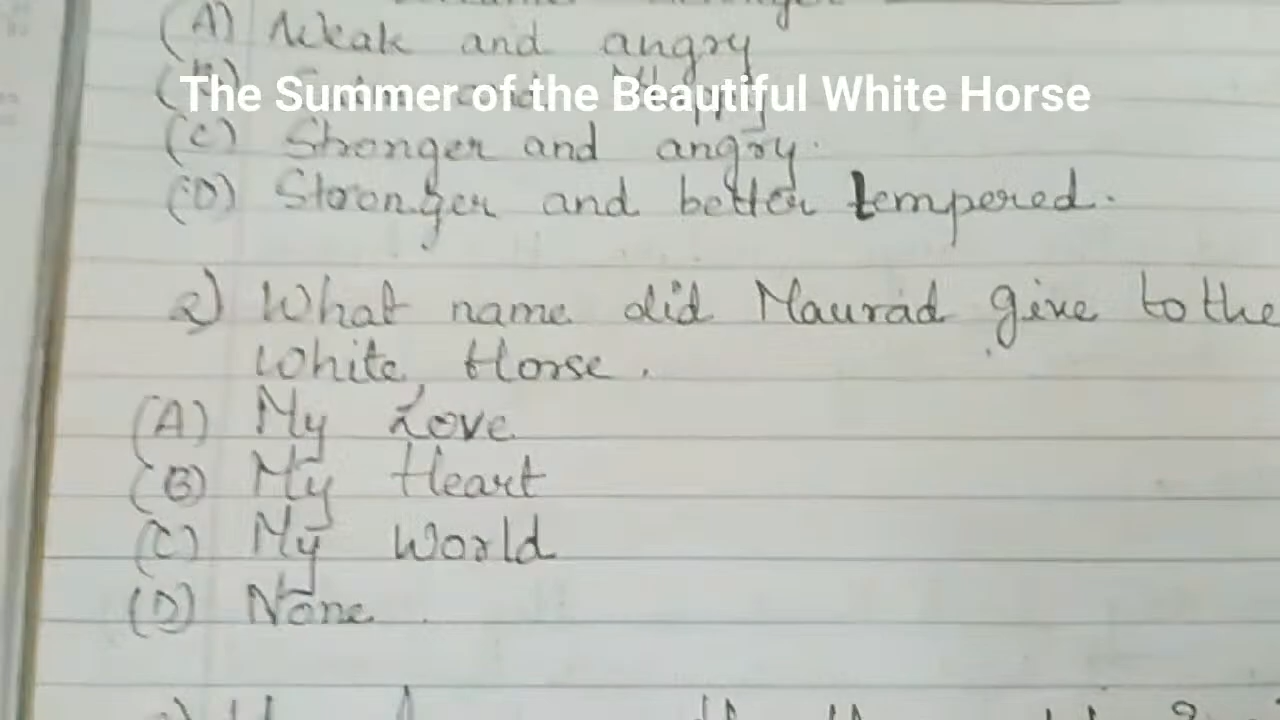 (A) Weak and angry
The Summer of the Beautiful White Horse
(C) Stronger and angry.
(D) Stronger and better tempered.
2) What name did Maurad give to the
White Horse.
(A) My Love
(B) My Heart
(C) My World
(D) None.